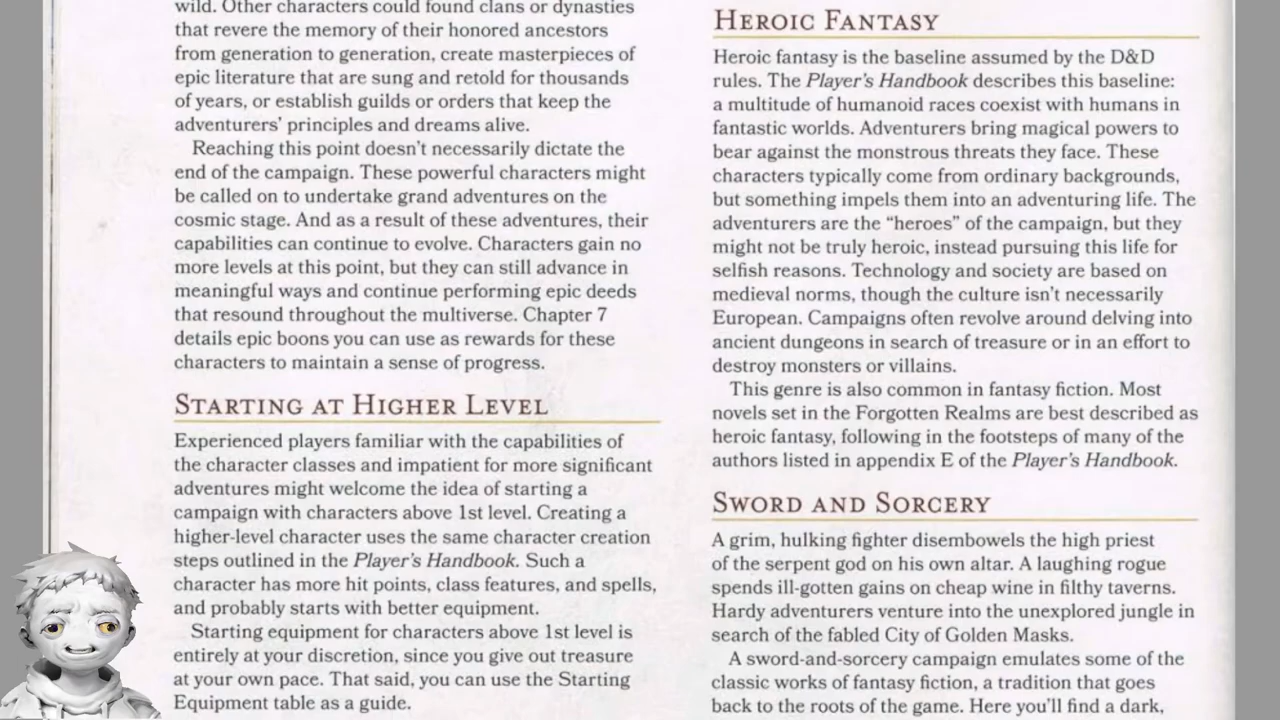 wild. Other characters could found clans or dynasties
that revere the memory of their honored ancestors
from generation to generation, create masterpieces of
epic literature that are sung and retold for thousands
of years, or establish guilds or orders that keep the
adventurers' principles and dreams alive.
Reaching this point doesn't necessarily dictate the
end of the campaign. These powerful characters might
be called on to undertake grand adventures on the
cosmic stage. And as a result of these adventures, their
capabilities can continue to evolve. Characters gain no
more levels at this point, but they can still advance in
meaningful ways and continue performing epic deeds
that resound throughout the multiverse. Chapter 7
details epic boons you can use as rewards for these
characters to maintain a sense of progress.
Starting at Higher Level
Experienced players familiar with the capabilities of
the character classes and impatient for more significant
adventures might welcome the idea of starting a
campaign with characters above 1st level. Creating a
higher-level character uses the same character creation
steps outlined in the Player's Handbook. Such a
character has more hit points, class features, and spells,
and probably starts with better equipment.
Starting equipment for characters above 1st level is
entirely at your discretion, since you give out treasure
at your own pace. That said, you can use the Starting
Equipment table as a guide.
Heroic Fantasy
Heroic fantasy is the baseline assumed by the D&D
rules. The Player's Handbook describes this baseline:
a multitude of humanoid races coexist with humans in
fantastic worlds. Adventurers bring magical powers to
bear against the monstrous threats they face. These
characters typically come from ordinary backgrounds,
but something impels them into an adventuring life. The
adventurers are the "heroes" of the campaign, but they
might not be truly heroic, instead pursuing this life for
selfish reasons. Technology and society are based on
medieval norms, though the culture isn't necessarily
European. Campaigns often revolve around delving into
ancient dungeons in search of treasure or in an effort to
destroy monsters or villains.
This genre is also common in fantasy fiction. Most
novels set in the Forgotten Realms are best described as
heroic fantasy, following in the footsteps of many of the
authors listed in appendix E of the Player's Handbook.
Sword and Sorcery
A grim, hulking fighter disembowels the high priest
of the serpent god on his own altar. A laughing rogue
spends ill-gotten gains on cheap wine in filthy taverns.
Hardy adventurers venture into the unexplored jungle in
search of the fabled City of Golden Masks.
A sword-and-sorcery campaign emulates some of the
classic works of fantasy fiction, a tradition that goes
back to the roots of the game. Here you'll find a dark,